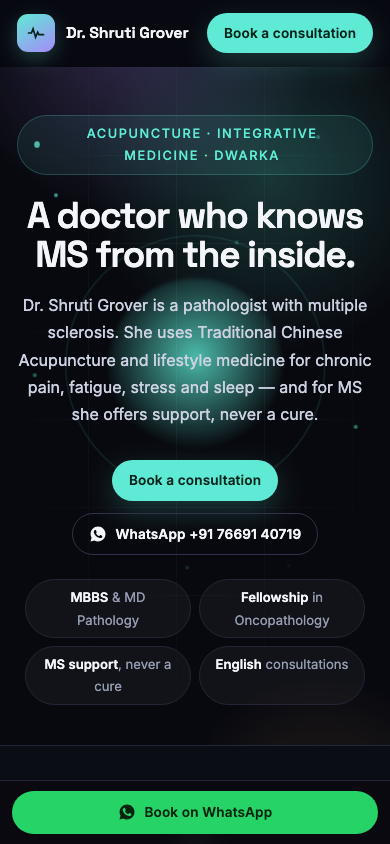 Dr. Shruti Grover
Book a consultation
ACUPUNCTURE · INTEGRATIVE
MEDICINE · DWARKA
A doctor who knows
MS from the inside.
Dr. Shruti Grover is a pathologist with multiple
sclerosis. She uses Traditional Chinese
Acupuncture and lifestyle medicine for chronic
pain, fatigue, stress and sleep — and for MS
she offers support, never a cure.
Book a consultation
WhatsApp +91 76691 40719
MBBS & MD
Pathology
Fellowship in
Oncopathology
MS support, never a
cure
English consultations
Book on WhatsApp